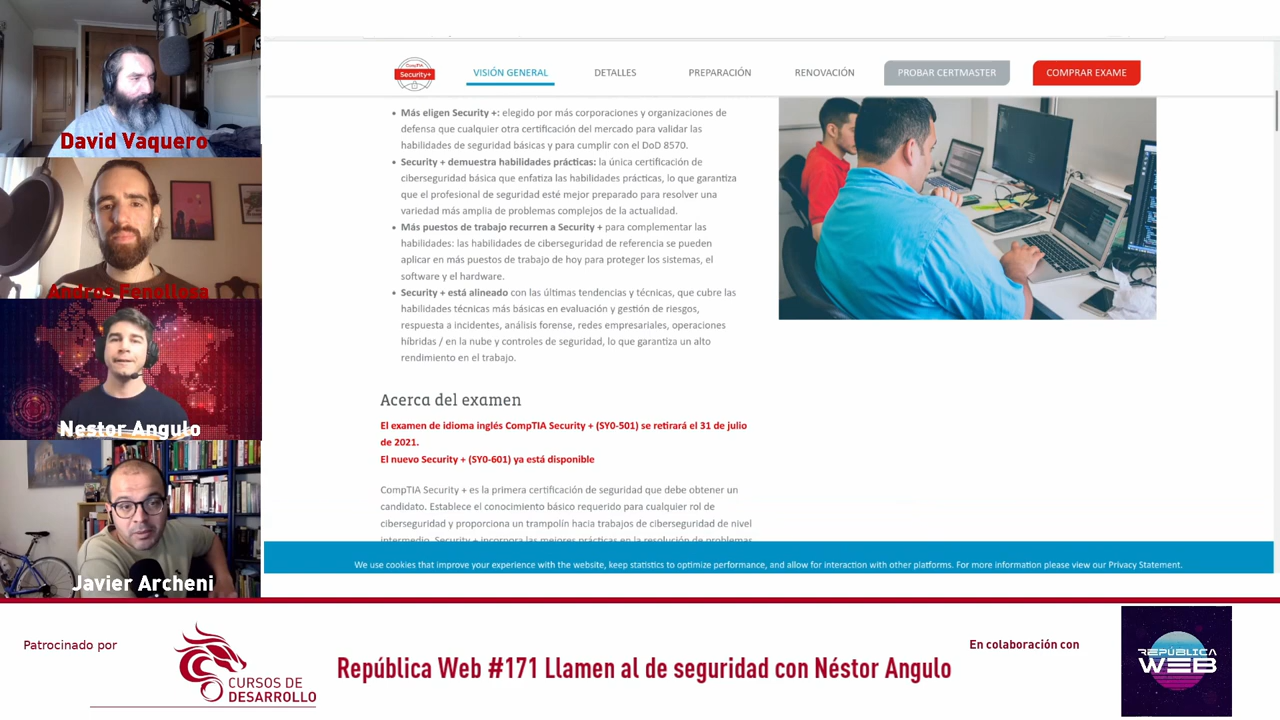 David Vaquero
Andros Fenollosa
Nestor Angulo
Javier Archeni
CompTIA
Security+
VISIÓN GENERAL
DETALLES
PREPARACIÓN
RENOVACIÓN
PROBAR CERTMASTER
COMPRAR EXAME
• Más eligen Security +: elegido por más corporaciones y organizaciones de
defensa que cualquier otra certificación del mercado para validar las
habilidades de seguridad básicas y para cumplir con el DoD 8570.
• Security + demuestra habilidades prácticas: la única certificación de
ciberseguridad básica que enfatiza las habilidades prácticas, lo que garantiza
que el profesional de seguridad esté mejor preparado para resolver una
variedad más amplia de problemas complejos de la actualidad.
• Más puestos de trabajo recurren a Security + para complementar las
habilidades: las habilidades de ciberseguridad de referencia se pueden
aplicar en más puestos de trabajo de hoy para proteger los sistemas, el
software y el hardware.
• Security + está alineado con las últimas tendencias y técnicas, que cubre las
habilidades técnicas más básicas en evaluación y gestión de riesgos,
respuesta a incidentes, análisis forense, redes empresariales, operaciones
híbridas / en la nube y controles de seguridad, lo que garantiza un alto
rendimiento en el trabajo.
Acerca del examen
El examen de idioma inglés CompTIA Security + (SY0-501) se retirará el 31 de julio
de 2021.
El nuevo Security + (SY0-601) ya está disponible
CompTIA Security + es la primera certificación de seguridad que debe obtener un
candidato. Establece el conocimiento básico requerido para cualquier rol de
ciberseguridad y proporciona un trampolín hacia trabajos de ciberseguridad de nivel
intermedio. Security + incorpora las mejores prácticas en la resolución de problemas
We use cookies that improve your experience with the website, keep statistics to optimize performance, and allow for interaction with other platforms. For more information please view our Privacy Statement.
Patrocinado por
CURSOS DE
DESARROLLO
República Web #171 Llamen al de seguridad con Néstor Angulo
En colaboración con
REPÚBLICA
WEB